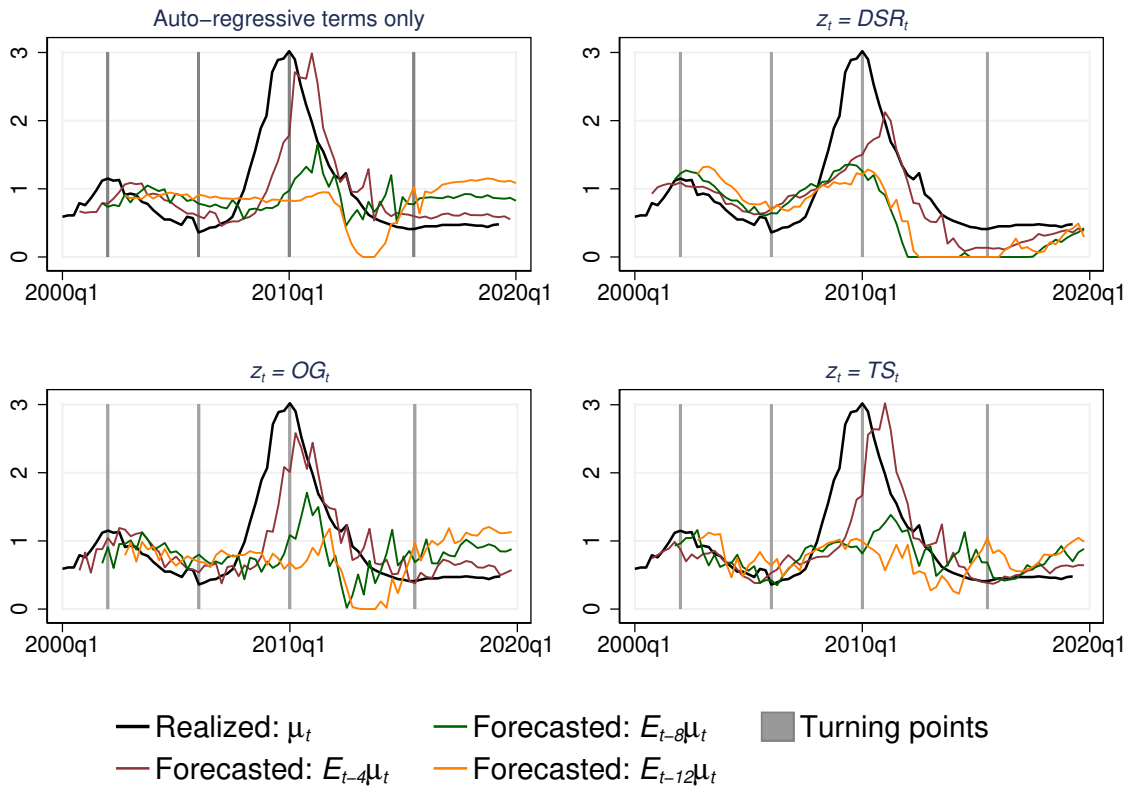 Auto−regressive terms only
3
2
1
0
2000q1 2010q1 2020q1
z_t = DSR_t
3
2
1
0
2000q1 2010q1 2020q1
z_t = OG_t
3
2
1
0
2000q1 2010q1 2020q1
z_t = TS_t
3
2
1
0
2000q1 2010q1 2020q1
Realized: μ_t Forecasted: E_{t−8}μ_t Turning points
Forecasted: E_{t−4}μ_t Forecasted: E_{t−12}μ_t